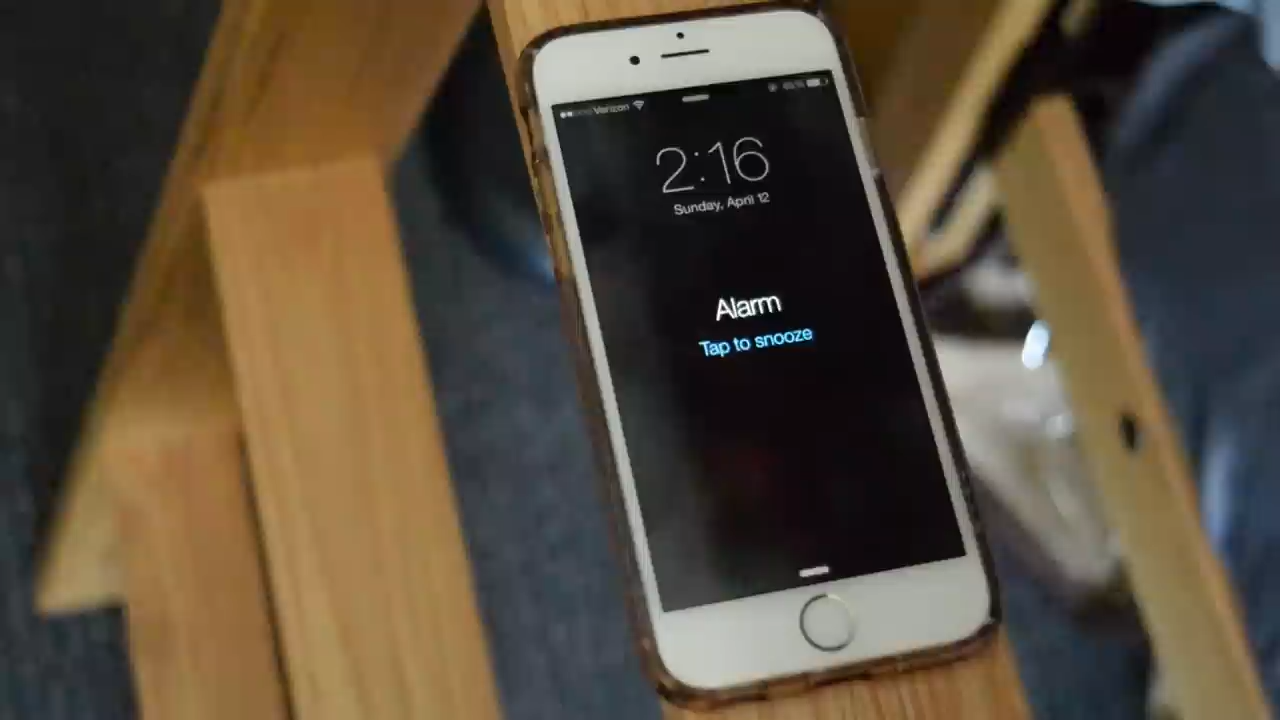 Verizon
2:16
Sunday, April 12
Alarm
Tap to snooze